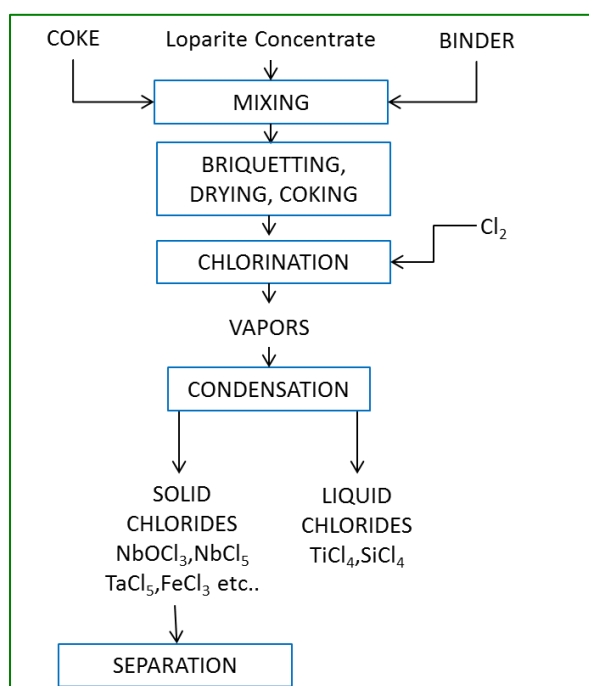 COKE
Loparite Concentrate
BINDER
MIXING
BRIQUETTING,
DRYING, COKING
Cl₂
CHLORINATION
VAPORS
CONDENSATION
SOLID
CHLORIDES
NbOCl₃,NbCl₅
TaCl₅,FeCl₃ etc..
LIQUID
CHLORIDES
TiCl₄,SiCl₄
SEPARATION